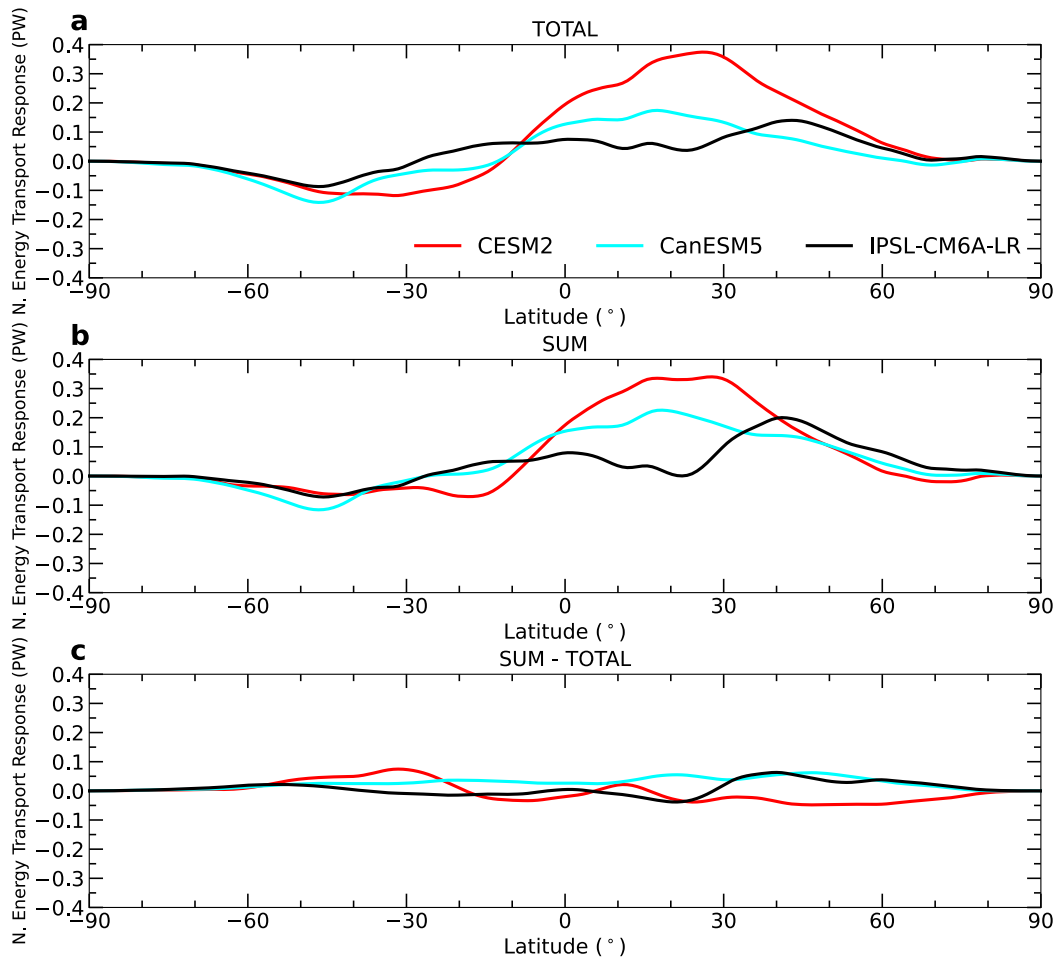 a
TOTAL
N. Energy Transport Response (PW)
0.4
0.3
0.2
0.1
0.0
−0.1
−0.2
−0.3
−0.4
CESM2 CanESM5 IPSL-CM6A-LR
−90 −60 −30 0 30 60 90
Latitude (°)
b
SUM
N. Energy Transport Response (PW)
0.4
0.3
0.2
0.1
0.0
−0.1
−0.2
−0.3
−0.4
−90 −60 −30 0 30 60 90
Latitude (°)
c
SUM - TOTAL
N. Energy Transport Response (PW)
0.4
0.3
0.2
0.1
0.0
−0.1
−0.2
−0.3
−0.4
−90 −60 −30 0 30 60 90
Latitude (°)